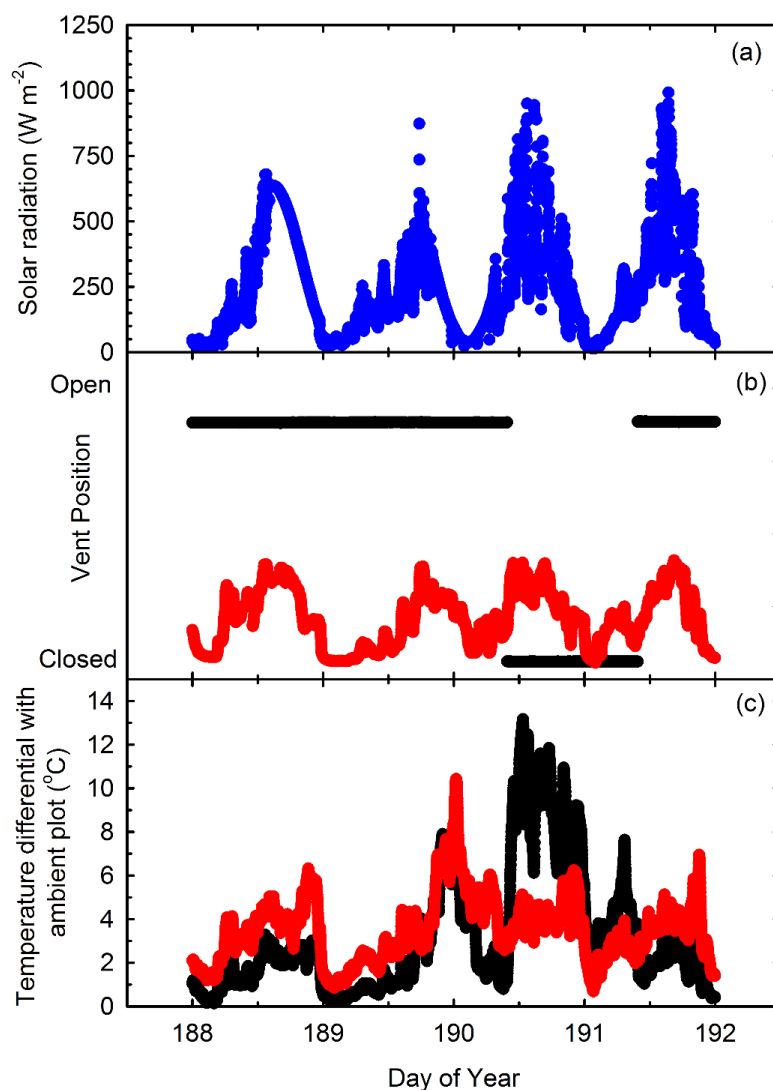 1250
1000
750
500
250
0
Solar radiation (W m-2)
(a)
Open
Closed
Vent Position
(b)
14
12
10
8
6
4
2
0
Temperature differential with
ambient plot (oC)
(c)
188
189
190
191
192
Day of Year